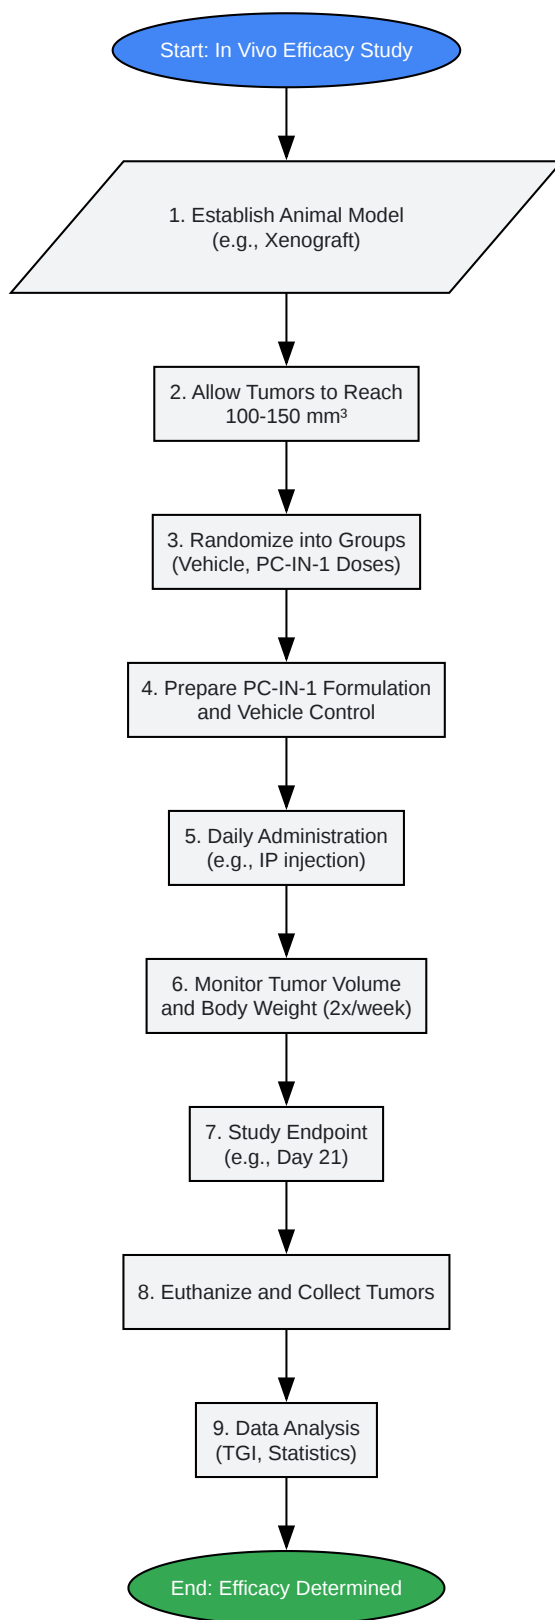 Start: In Vivo Efficacy Study
1. Establish Animal Model
(e.g., Xenograft)
2. Allow Tumors to Reach
100-150 mm³
3. Randomize into Groups
(Vehicle, PC-IN-1 Doses)
4. Prepare PC-IN-1 Formulation
and Vehicle Control
5. Daily Administration
(e.g., IP injection)
6. Monitor Tumor Volume
and Body Weight (2x/week)
7. Study Endpoint
(e.g., Day 21)
8. Euthanize and Collect Tumors
9. Data Analysis
(TGI, Statistics)
End: Efficacy Determined